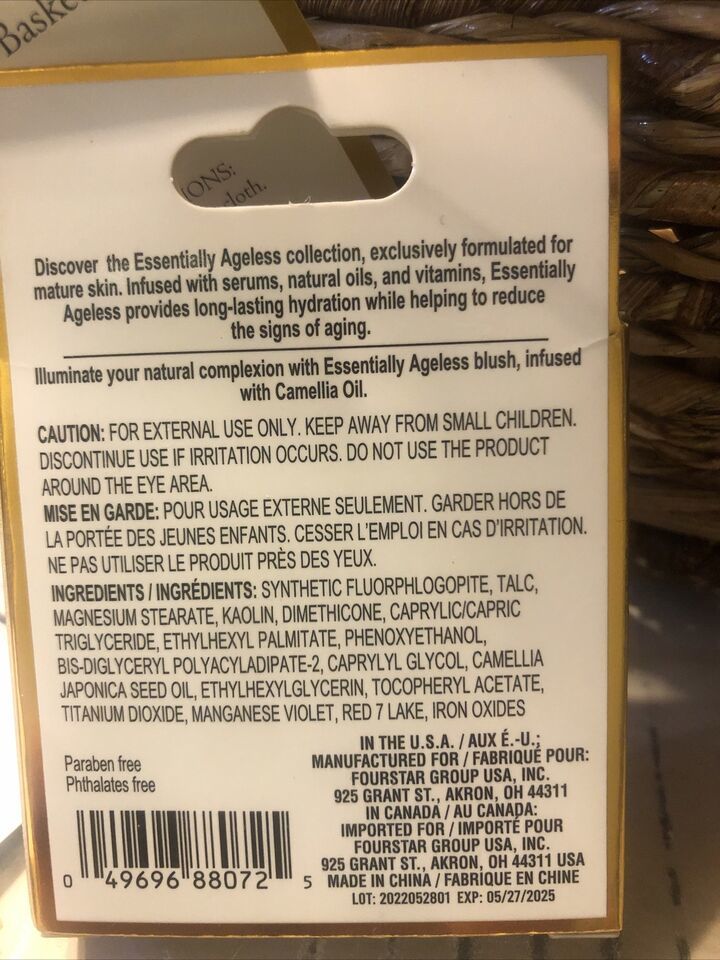 Baske
IONS:
cloth.
Discover the Essentially Ageless collection, exclusively formulated for
mature skin. Infused with serums, natural oils, and vitamins, Essentially
Ageless provides long-lasting hydration while helping to reduce
the signs of aging.
Illuminate your natural complexion with Essentially Ageless blush, infused
with Camellia Oil.
CAUTION: FOR EXTERNAL USE ONLY. KEEP AWAY FROM SMALL CHILDREN.
DISCONTINUE USE IF IRRITATION OCCURS. DO NOT USE THE PRODUCT
AROUND THE EYE AREA.
MISE EN GARDE: POUR USAGE EXTERNE SEULEMENT. GARDER HORS DE
LA PORTÉE DES JEUNES ENFANTS. CESSER L'EMPLOI EN CAS D'IRRITATION.
NE PAS UTILISER LE PRODUIT PRÈS DES YEUX.
INGREDIENTS / INGRÉDIENTS: SYNTHETIC FLUORPHLOGOPITE, TALC,
MAGNESIUM STEARATE, KAOLIN, DIMETHICONE, CAPRYLIC/CAPRIC
TRIGLYCERIDE, ETHYLHEXYL PALMITATE, PHENOXYETHANOL,
BIS-DIGLYCERYL POLYACYLADIPATE-2, CAPRYLYL GLYCOL, CAMELLIA
JAPONICA SEED OIL, ETHYLHEXYLGLYCERIN, TOCOPHERYL ACETATE,
TITANIUM DIOXIDE, MANGANESE VIOLET, RED 7 LAKE, IRON OXIDES
Paraben free
Phthalates free
0 49696 88072 5
IN THE U.S.A. / AUX É.-U.:
MANUFACTURED FOR / FABRIQUÉ POUR:
FOURSTAR GROUP USA, INC.
925 GRANT ST., AKRON, OH 44311
IN CANADA / AU CANADA:
IMPORTED FOR / IMPORTÉ POUR
FOURSTAR GROUP USA, INC.
925 GRANT ST., AKRON, OH 44311 USA
MADE IN CHINA / FABRIQUE EN CHINE
LOT: 2022052801 EXP: 05/27/2025